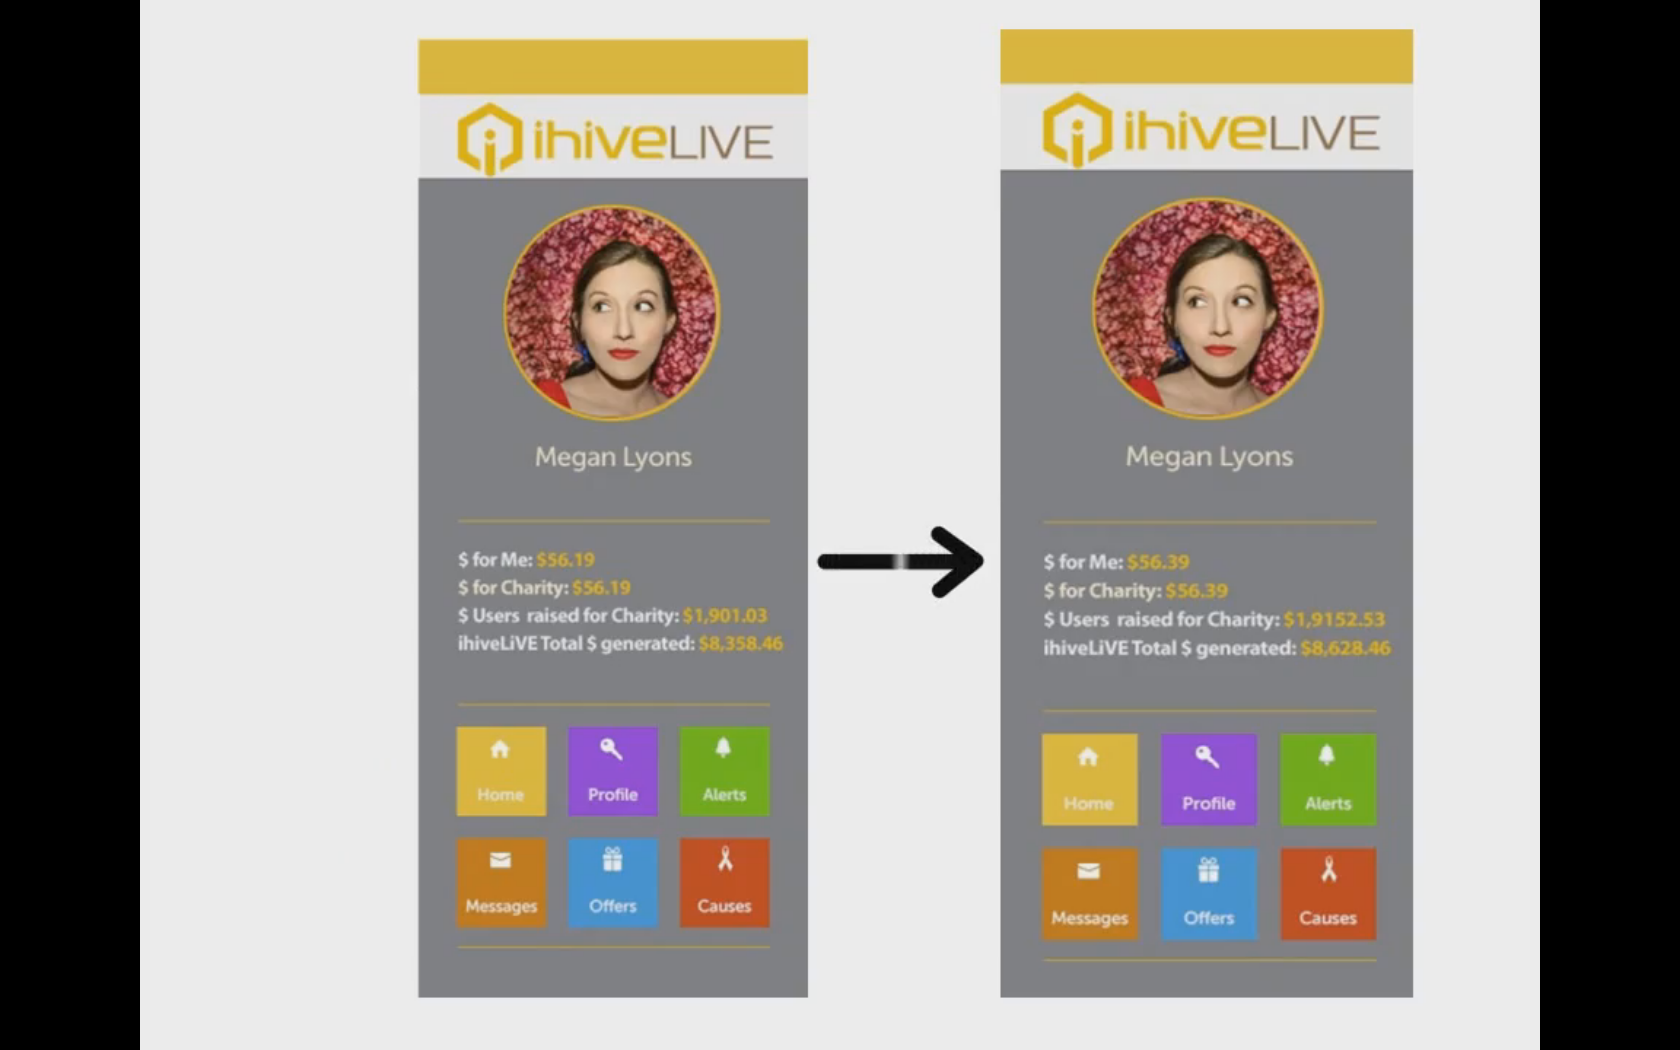 ihiveLIVE
Megan Lyons
$ for Me: $56.19
$ for Charity: $56.19
$ Users raised for Charity: $1,901.03
ihiveLiVE Total $ generated: $8,358.46
Home Profile Alerts
Messages Offers Causes
ihiveLIVE
Megan Lyons
$ for Me: $56.39
$ for Charity: $56.39
$ Users raised for Charity: $1,9152.53
ihiveLiVE Total $ generated: $8,628.46
Home Profile Alerts
Messages Offers Causes